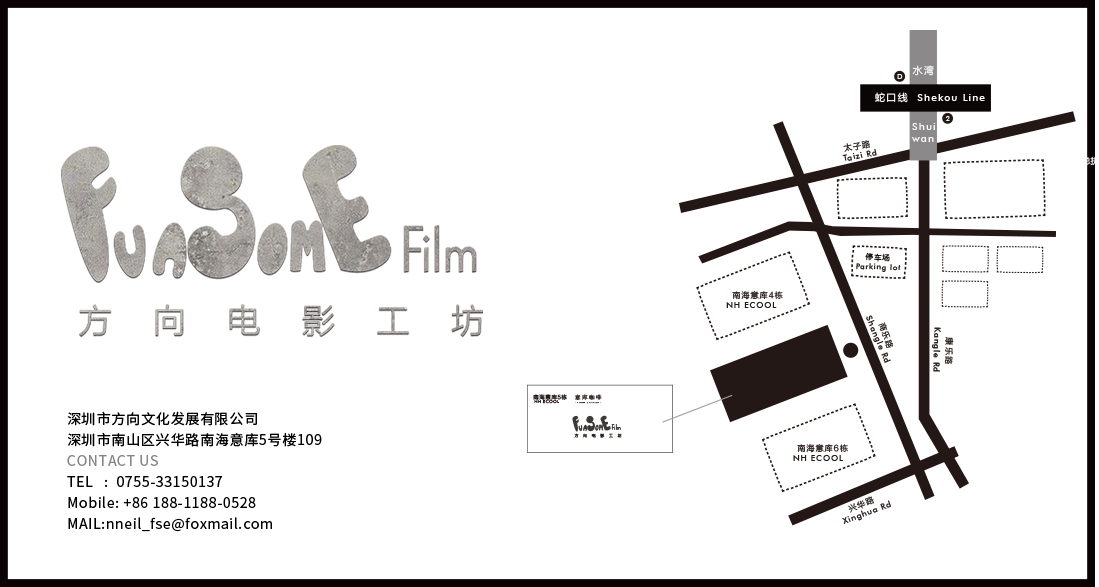 FUNSOME Film
方向电影工坊
深圳市方向文化发展有限公司
深圳市南山区兴华路南海意库5号楼109
CONTACT US
TEL ：0755-33150137
Mobile: +86 188-1188-0528
MAIL:nneil_fse@foxmail.com
水湾
D
蛇口线 Shekou Line
2
Shui
wan
太子路
Taizi Rd
停车场
Parking lot
南海意库4栋
NH ECOOL
南乐路
Shangle Rd
康乐路
Kangle Rd
南海意库5栋 意库咖啡
NH ECOOL
FUNSOME Film
方向电影工坊
南海意库6栋
NH ECOOL
兴华路
Xinghua Rd